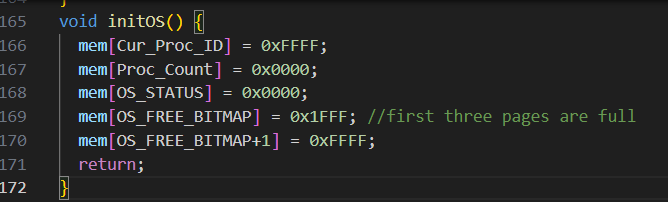 165 void initOS() {
166 mem[Cur_Proc_ID] = 0xFFFF;
167 mem[Proc_Count] = 0x0000;
168 mem[OS_STATUS] = 0x0000;
169 mem[OS_FREE_BITMAP] = 0x1FFF; //first three pages are full
170 mem[OS_FREE_BITMAP+1] = 0xFFFF;
171 return;
172 }